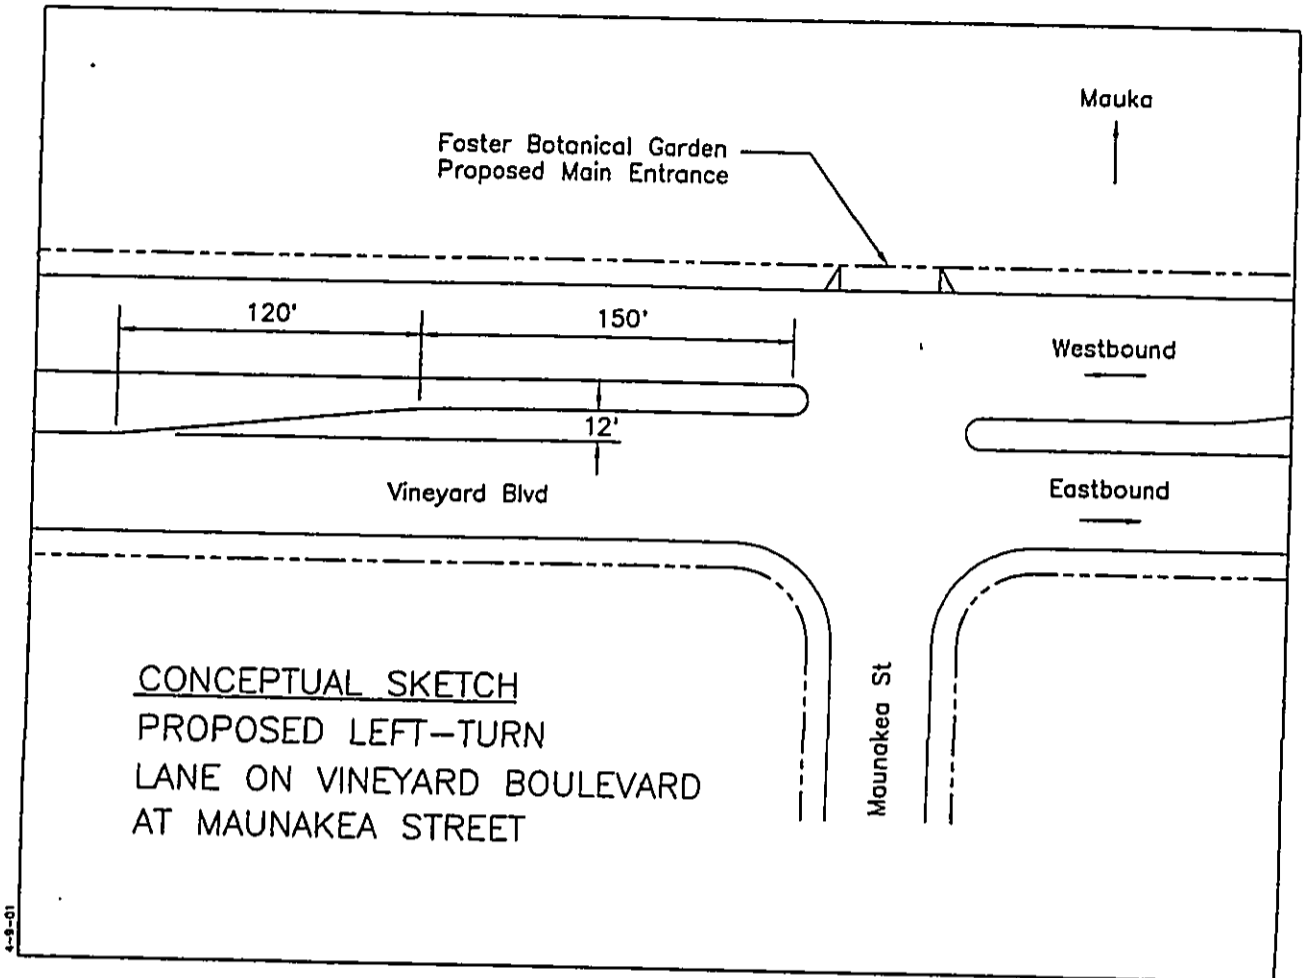 Mauka
Foster Botanical Garden
Proposed Main Entrance
120'
150'
Westbound
12'
Vineyard Blvd
Eastbound
Maunakea St
CONCEPTUAL SKETCH
PROPOSED LEFT-TURN
LANE ON VINEYARD BOULEVARD
AT MAUNAKEA STREET
4-9-01